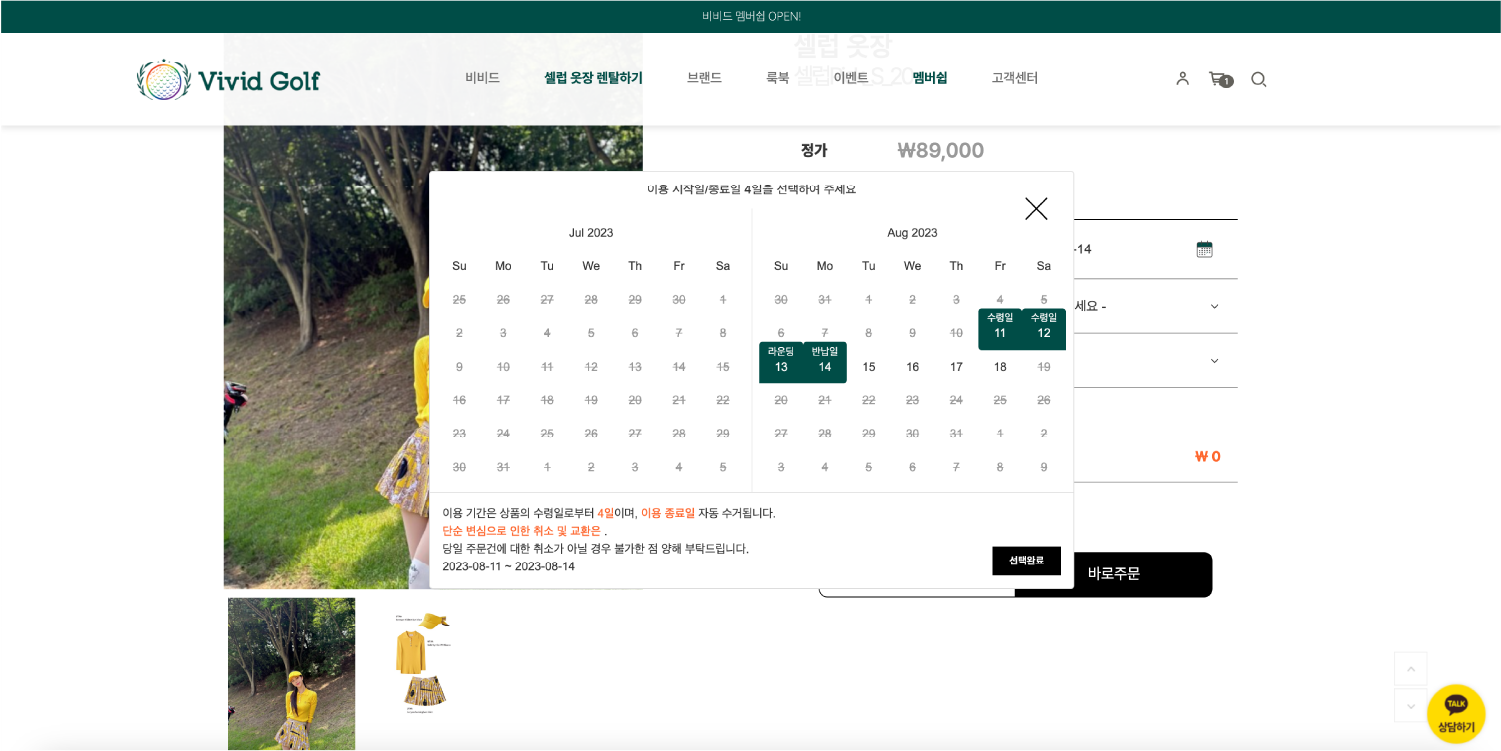 비비드 멤버쉽 OPEN!
Vivid Golf
비비드 셀럽 옷장 렌탈하기 브랜드 룩북 이벤트 멤버쉽 고객센터
1
셀럽 옷장
정가 ₩89,000
이용 시작일/종료일 4일을 선택하여 주세요
Jul 2023
Su Mo Tu We Th Fr Sa
25 26 27 28 29 30 1
2 3 4 5 6 7 8
9 10 11 12 13 14 15
16 17 18 19 20 21 22
23 24 25 26 27 28 29
30 31 1 2 3 4 5
Aug 2023
Su Mo Tu We Th Fr Sa
30 31 1 2 3 4 5
수령일 수령일
6 7 8 9 10 11 12
라운딩 반납일
13 14 15 16 17 18 19
20 21 22 23 24 25 26
27 28 29 30 31 1 2
3 4 5 6 7 8 9
-14
세요 -
₩ 0
이용 기간은 상품의 수령일로부터 4일이며, 이용 종료일 자동 수거됩니다.
단순 변심으로 인한 취소 및 교환은 .
당일 주문건에 대한 취소가 아닐 경우 불가한 점 양해 부탁드립니다.
2023-08-11 ~ 2023-08-14
선택완료
바로주문
TALK
상담하기